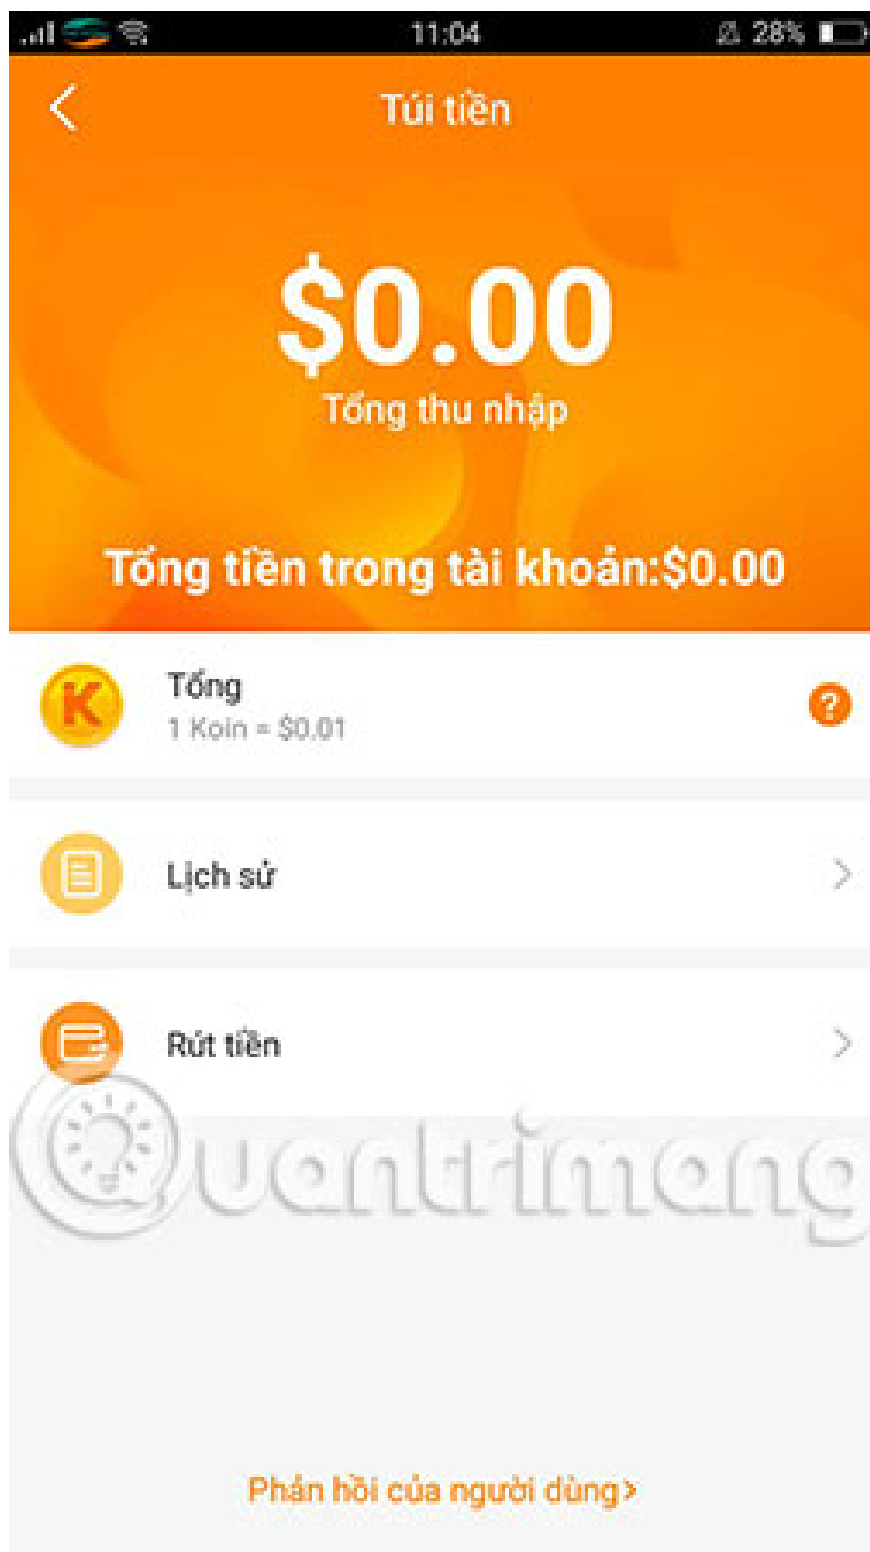 11:04
28%
Túi tiền
$0.00
Tổng thu nhập
Tổng tiền trong tài khoản:$0.00
K
Tổng
1 Koin = $0.01
?
Lịch sử
Rút tiền
Quantrimang
Phản hồi của người dùng>